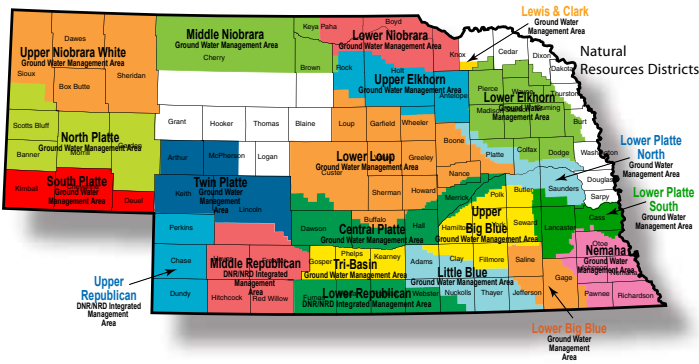 Lewis & Clark
Ground Water
Management Area
Natural
Resources Districts
Upper Niobrara White
Ground Water Management Area
Dawes
Sioux
Box Butte
Sheridan
Middle Niobrara
Ground Water Management Area
Cherry
Keya Paha
Brown
Lower Niobrara
Ground Water Management Area
Boyd
Rock
Holt
Knox
Upper Elkhorn
Ground Water
Management Area
Antelope
Cedar
Dixon
Dakota
Lower Elkhorn
Ground Water
Management Area
Pierce
Wayne
Thurston
Madison
Stanton
Cuming
Burt
North Platte
Ground Water
Management Area
Scotts Bluff
Banner
Morrill
Garden
Grant
Hooker
Thomas
Blaine
Loup
Garfield
Wheeler
Boone
Platte
Colfax
Dodge
Washington
Lower Platte
North
Ground Water
Management
Area
South Platte
Ground Water
Management
Area
Kimball
Deuel
Arthur
McPherson
Logan
Twin Platte
Ground Water
Management
Area
Keith
Lincoln
Lower Loup
Ground Water
Management
Area
Custer
Greeley
Sherman
Howard
Nance
Merrick
Polk
Butler
Saunders
Douglas
Sarpy
Lower Platte
South
Ground Water
Management
Area
Perkins
Dawson
Buffalo
Hall
Central Platte
Ground Water
Management Area
Upper
Big Blue
Ground Water
Management Area
Hamilton
Seward
Lancaster
Cass
Otoe
Nemaha
Ground Water
Management
Area
Chase
Middle Republican
DNR/NRD Integrated
Management
Area
Gosper
Phelps
Kearney
Tri-Basin
Ground Water
Management Area
Adams
Clay
Fillmore
Saline
Little Blue
Ground Water
Management Area
Gage
Upper
Republican
DNR/NRD Integrated
Management
Area
Dundy
Hitchcock
Red Willow
Lower Republican
DNR/NRD Integrated Management Area
Webster
Nuckolls
Thayer
Jefferson
Pawnee
Richardson
Lower Big Blue
Ground Water
Management
Area